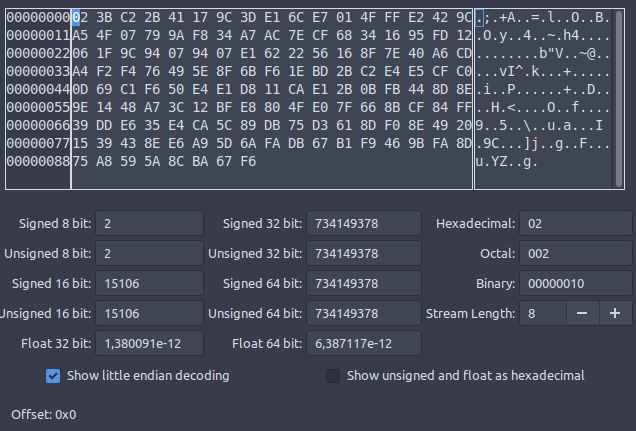 00000000 02 3B C2 2B 41 17 9C 3D E1 6C E7 01 4F FF E2 42 9C .;.+A..=.l..O..B.
00000011 A5 4F 07 79 9A F8 34 A7 AC 7E CF 68 34 16 95 FD 12 .O.y..4..~.h4....
00000022 06 1F 9C 94 07 94 07 E1 62 22 56 16 8F 7E 40 A6 CD ........b"V..~@..
00000033 A4 F2 F4 76 49 5E 8F 6B F6 1E BD 2B C2 E4 E5 CF C0 ...vI^.k...+.....
00000044 0D 69 C1 F6 50 E4 E1 D8 11 CA E1 2B 0B FB 44 8D 8E .i..P......+..D..
00000055 9E 14 48 A7 3C 12 BF E8 80 4F E0 7F 66 8B CF 84 FF ..H.<....O..f....
00000066 39 DD E6 35 E4 CA 5C 89 DB 75 D3 61 8D F0 8E 49 20 9..5..\..u.a...I
00000077 15 39 43 8E E6 A9 5D 6A FA DB 67 B1 F9 46 9B FA 8D .9C...]j..g..F...
00000088 75 A8 59 5A 8C BA 67 F6 u.YZ..g.
Signed 8 bit: 2 Signed 32 bit: 734149378 Hexadecimal: 02
Unsigned 8 bit: 2 Unsigned 32 bit: 734149378 Octal: 002
Signed 16 bit: 15106 Signed 64 bit: 734149378 Binary: 00000010
Unsigned 16 bit: 15106 Unsigned 64 bit: 734149378 Stream Length: 8 − +
Float 32 bit: 1,380091e-12 Float 64 bit: 6,387117e-12
Show little endian decoding Show unsigned and float as hexadecimal
Offset: 0x0